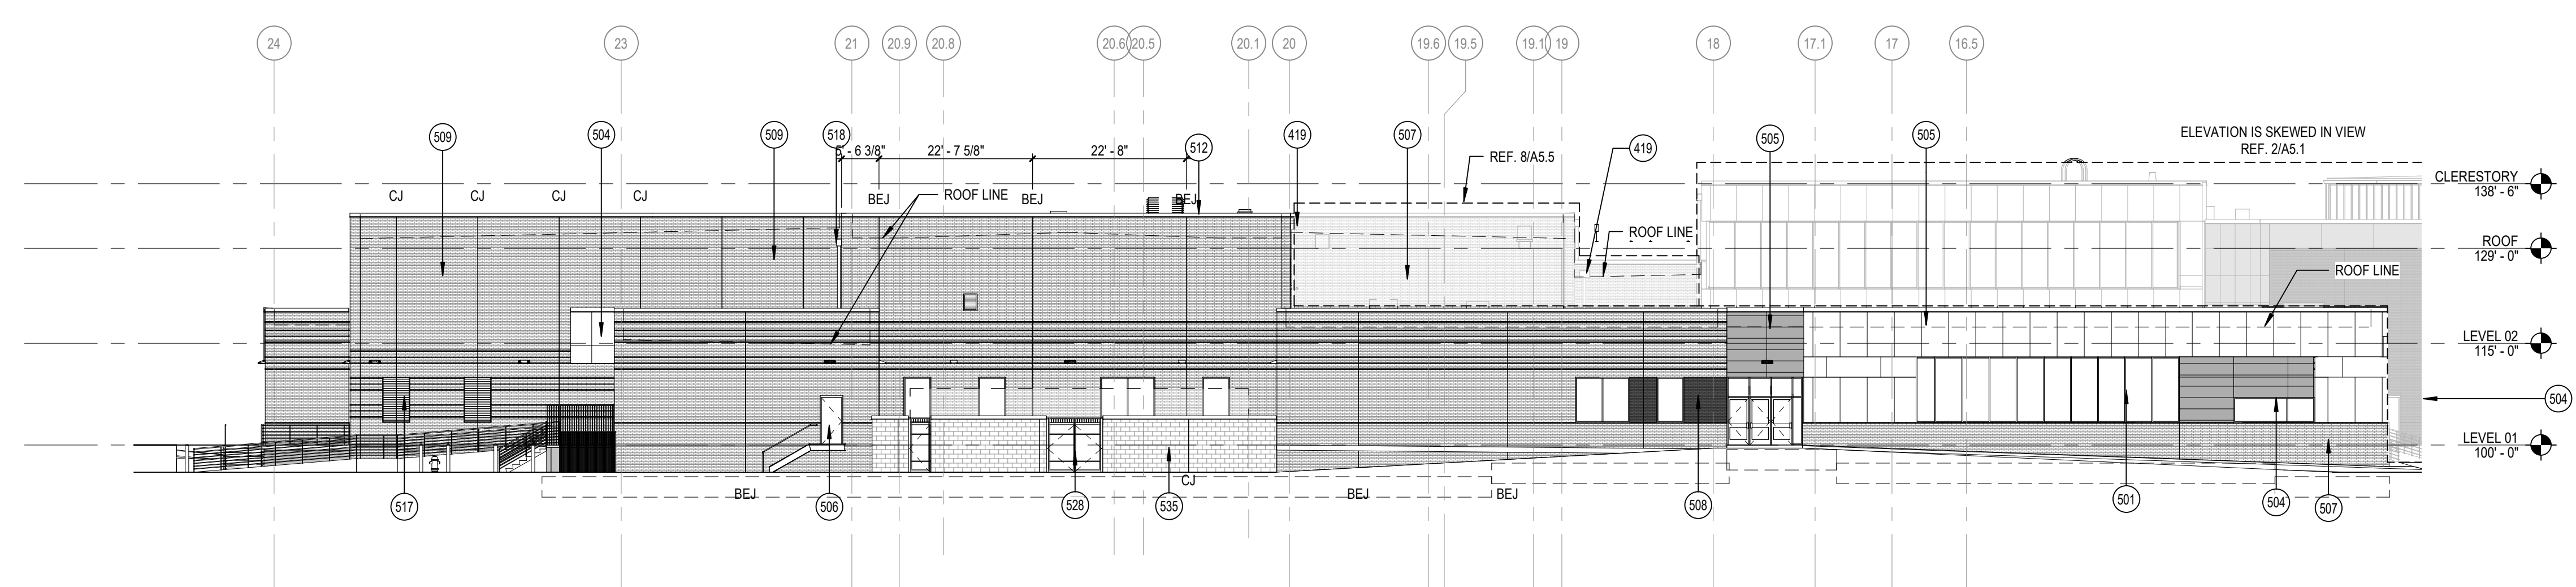 24
23
21
20.9
20.8
20.6
20.5
20.1
20
19.6
19.5
19.1
19
18
17.1
17
16.5
509
504
509
518
5' - 6 3/8"
22' - 7 5/8"
22' - 8"
512
419
507
REF. 8/A5.5
419
505
505
ELEVATION IS SKEWED IN VIEW
REF. 2/A5.1
CLERESTORY
138' - 6"
CJ
CJ
CJ
CJ
BEJ
ROOF LINE
BEJ
BEJ
ROOF LINE
ROOF
129' - 0"
ROOF LINE
LEVEL 02
115' - 0"
504
LEVEL 01
100' - 0"
CJ
BEJ
BEJ
BEJ
517
506
528
535
508
501
504
507